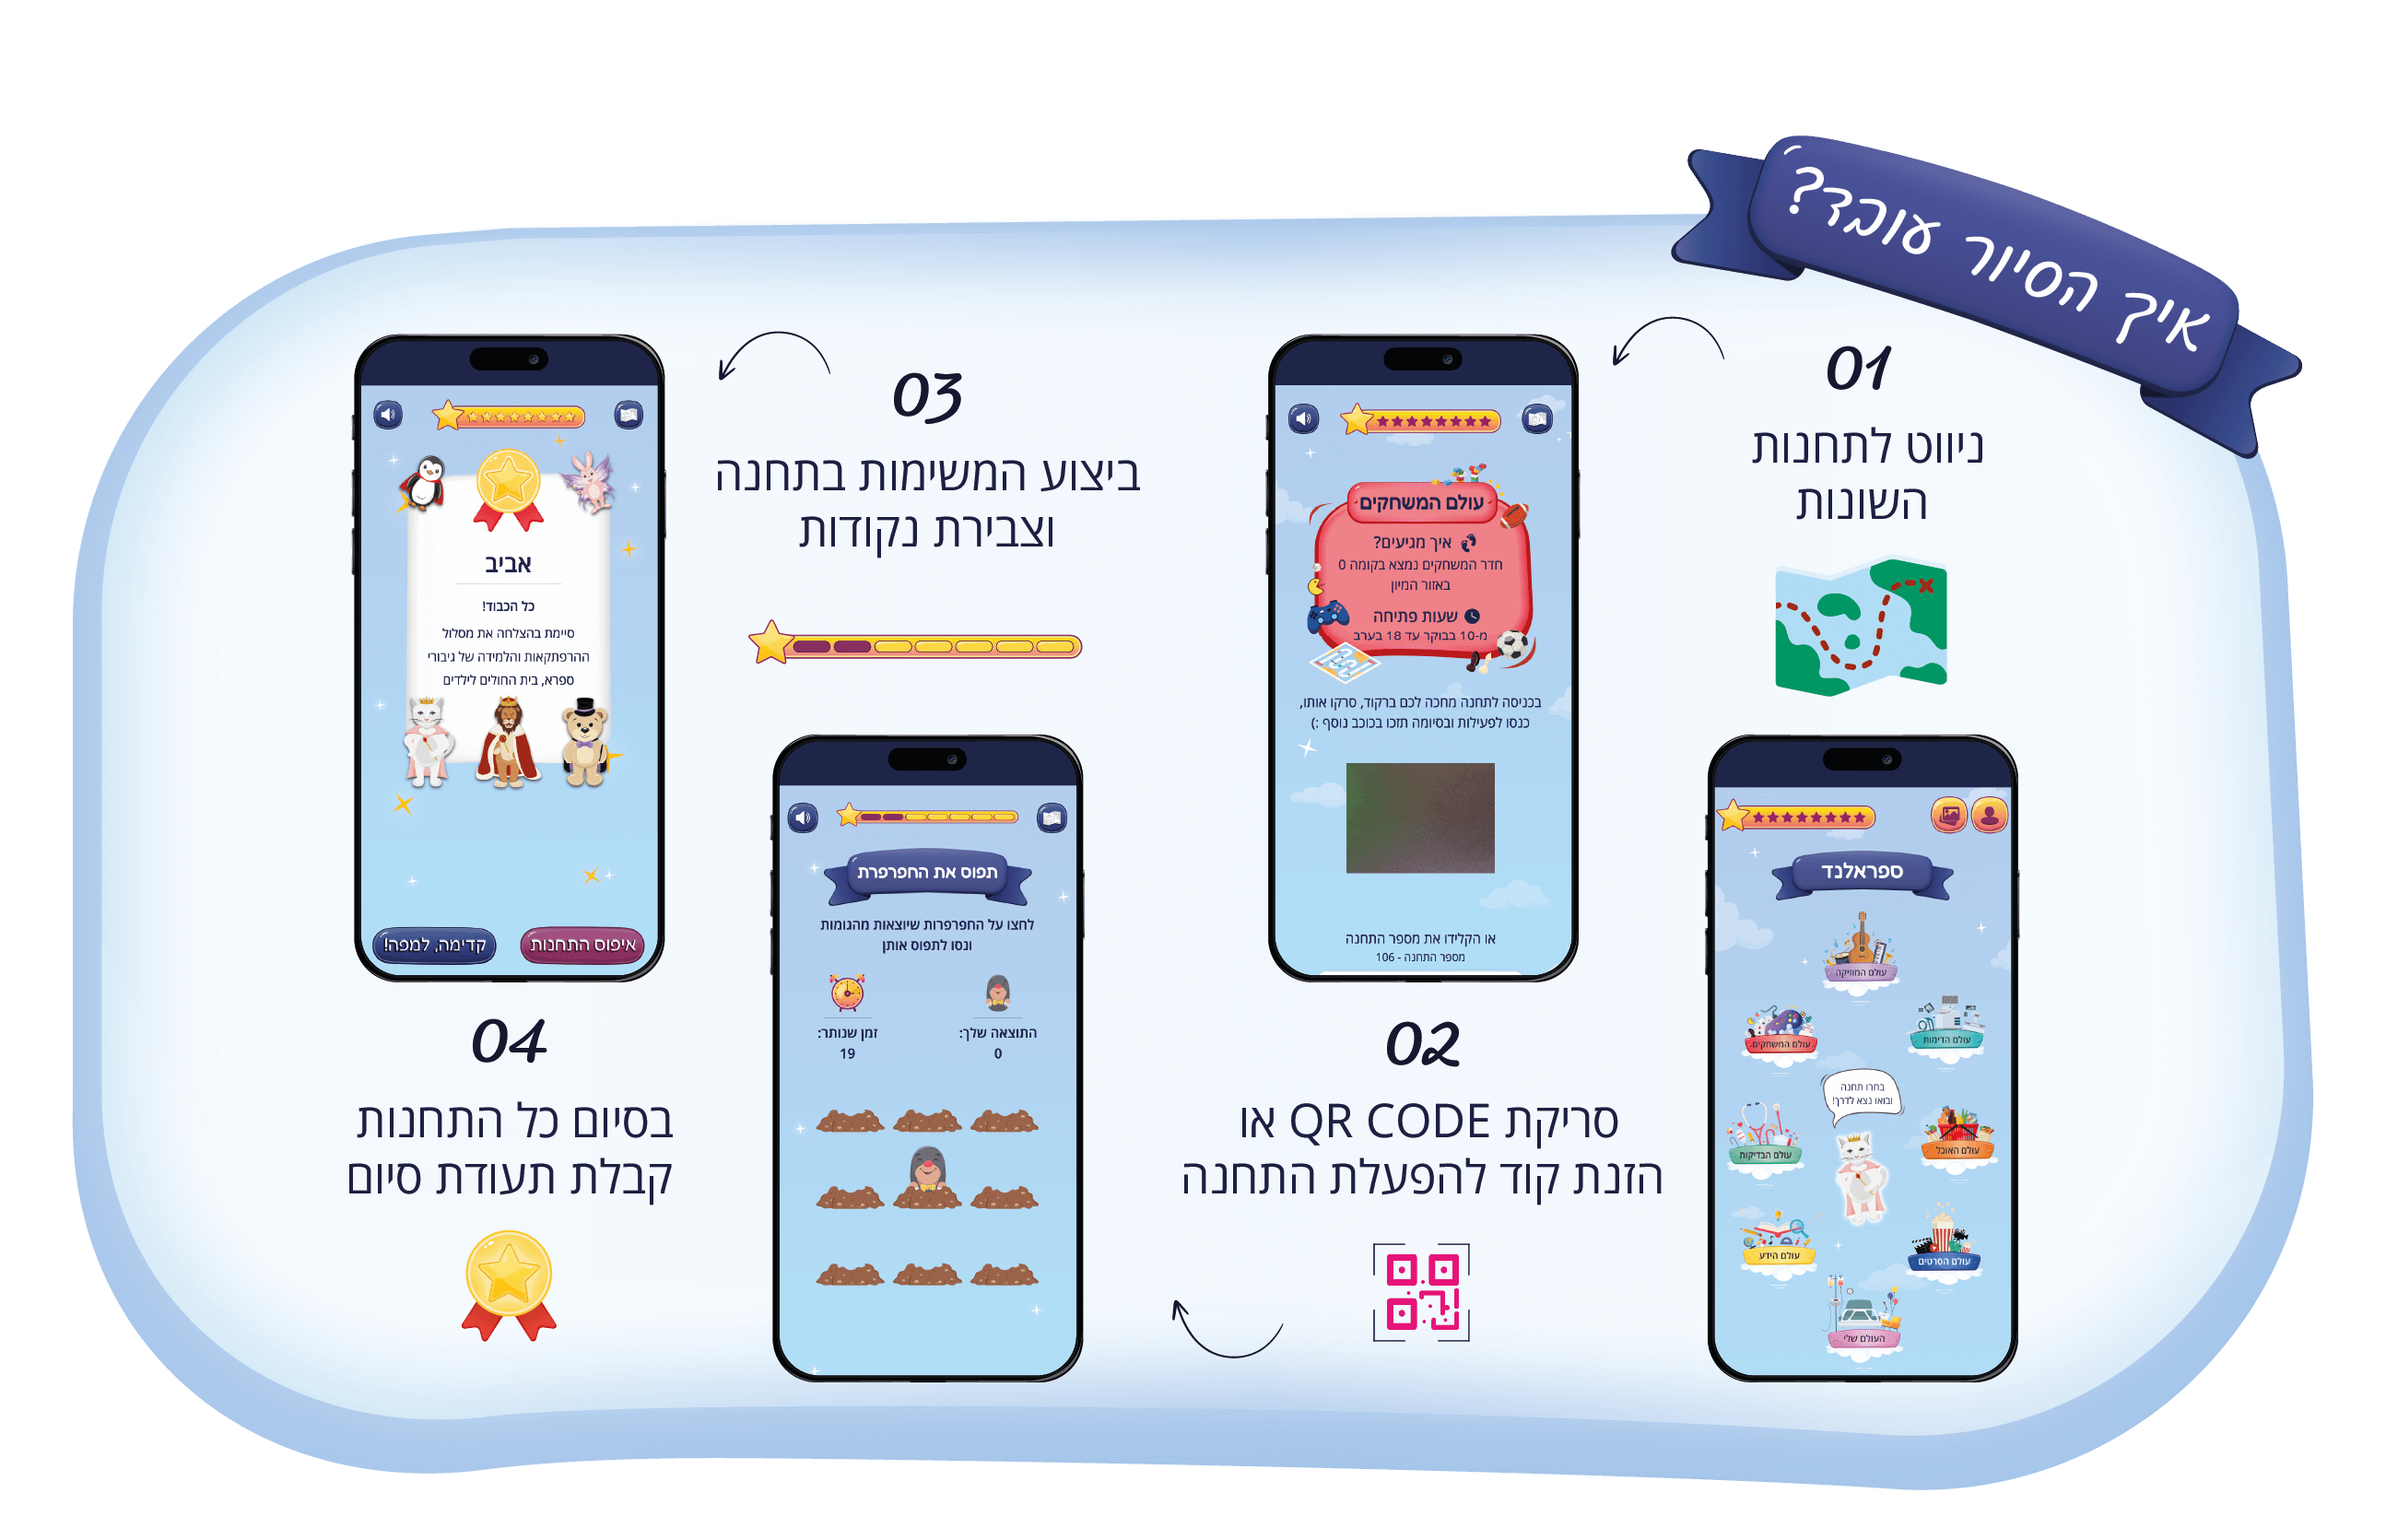 איך הסיור עובד?
01
ניווט לתחנות
השונות
ספראלנד
עולם המוזיקה
עולם הדימות
עולם המשחקים
בחרו תחנה
ובואו נצא לדרך!
עולם האוכל
עולם הבדיקות
עולם הסרטים
עולם הידע
העולם שלי
עולם המשחקים
איך מגיעים?
חדר המשחקים נמצא בקומה 0
באזור המיון
שעות פתיחה
מ-10 בבוקר עד 18 בערב
בכניסה לתחנה מחכה לכם ברקוד, סרקו אותו,
כנסו לפעילות ובסיומה תזכו בכוכב נוסף :)
או הקלידו את מספר התחנה
מספר התחנה - 106
02
סריקת QR CODE או
הזנת קוד להפעלת התחנה
03
ביצוע המשימות בתחנה
וצבירת נקודות
תפוס את החפרפרת
לחצו על החפרפרות שיוצאות מהגומות
ונסו לתפוס אותן
התוצאה שלך:
0
זמן שנותר:
19
אביב
כל הכבוד!
סיימת בהצלחה את מסלול
ההרפתקאות והלמידה של גיבורי
ספרא, בית החולים לילדים
איפוס התחנות
קדימה, למפה!
04
בסיום כל התחנות
קבלת תעודת סיום